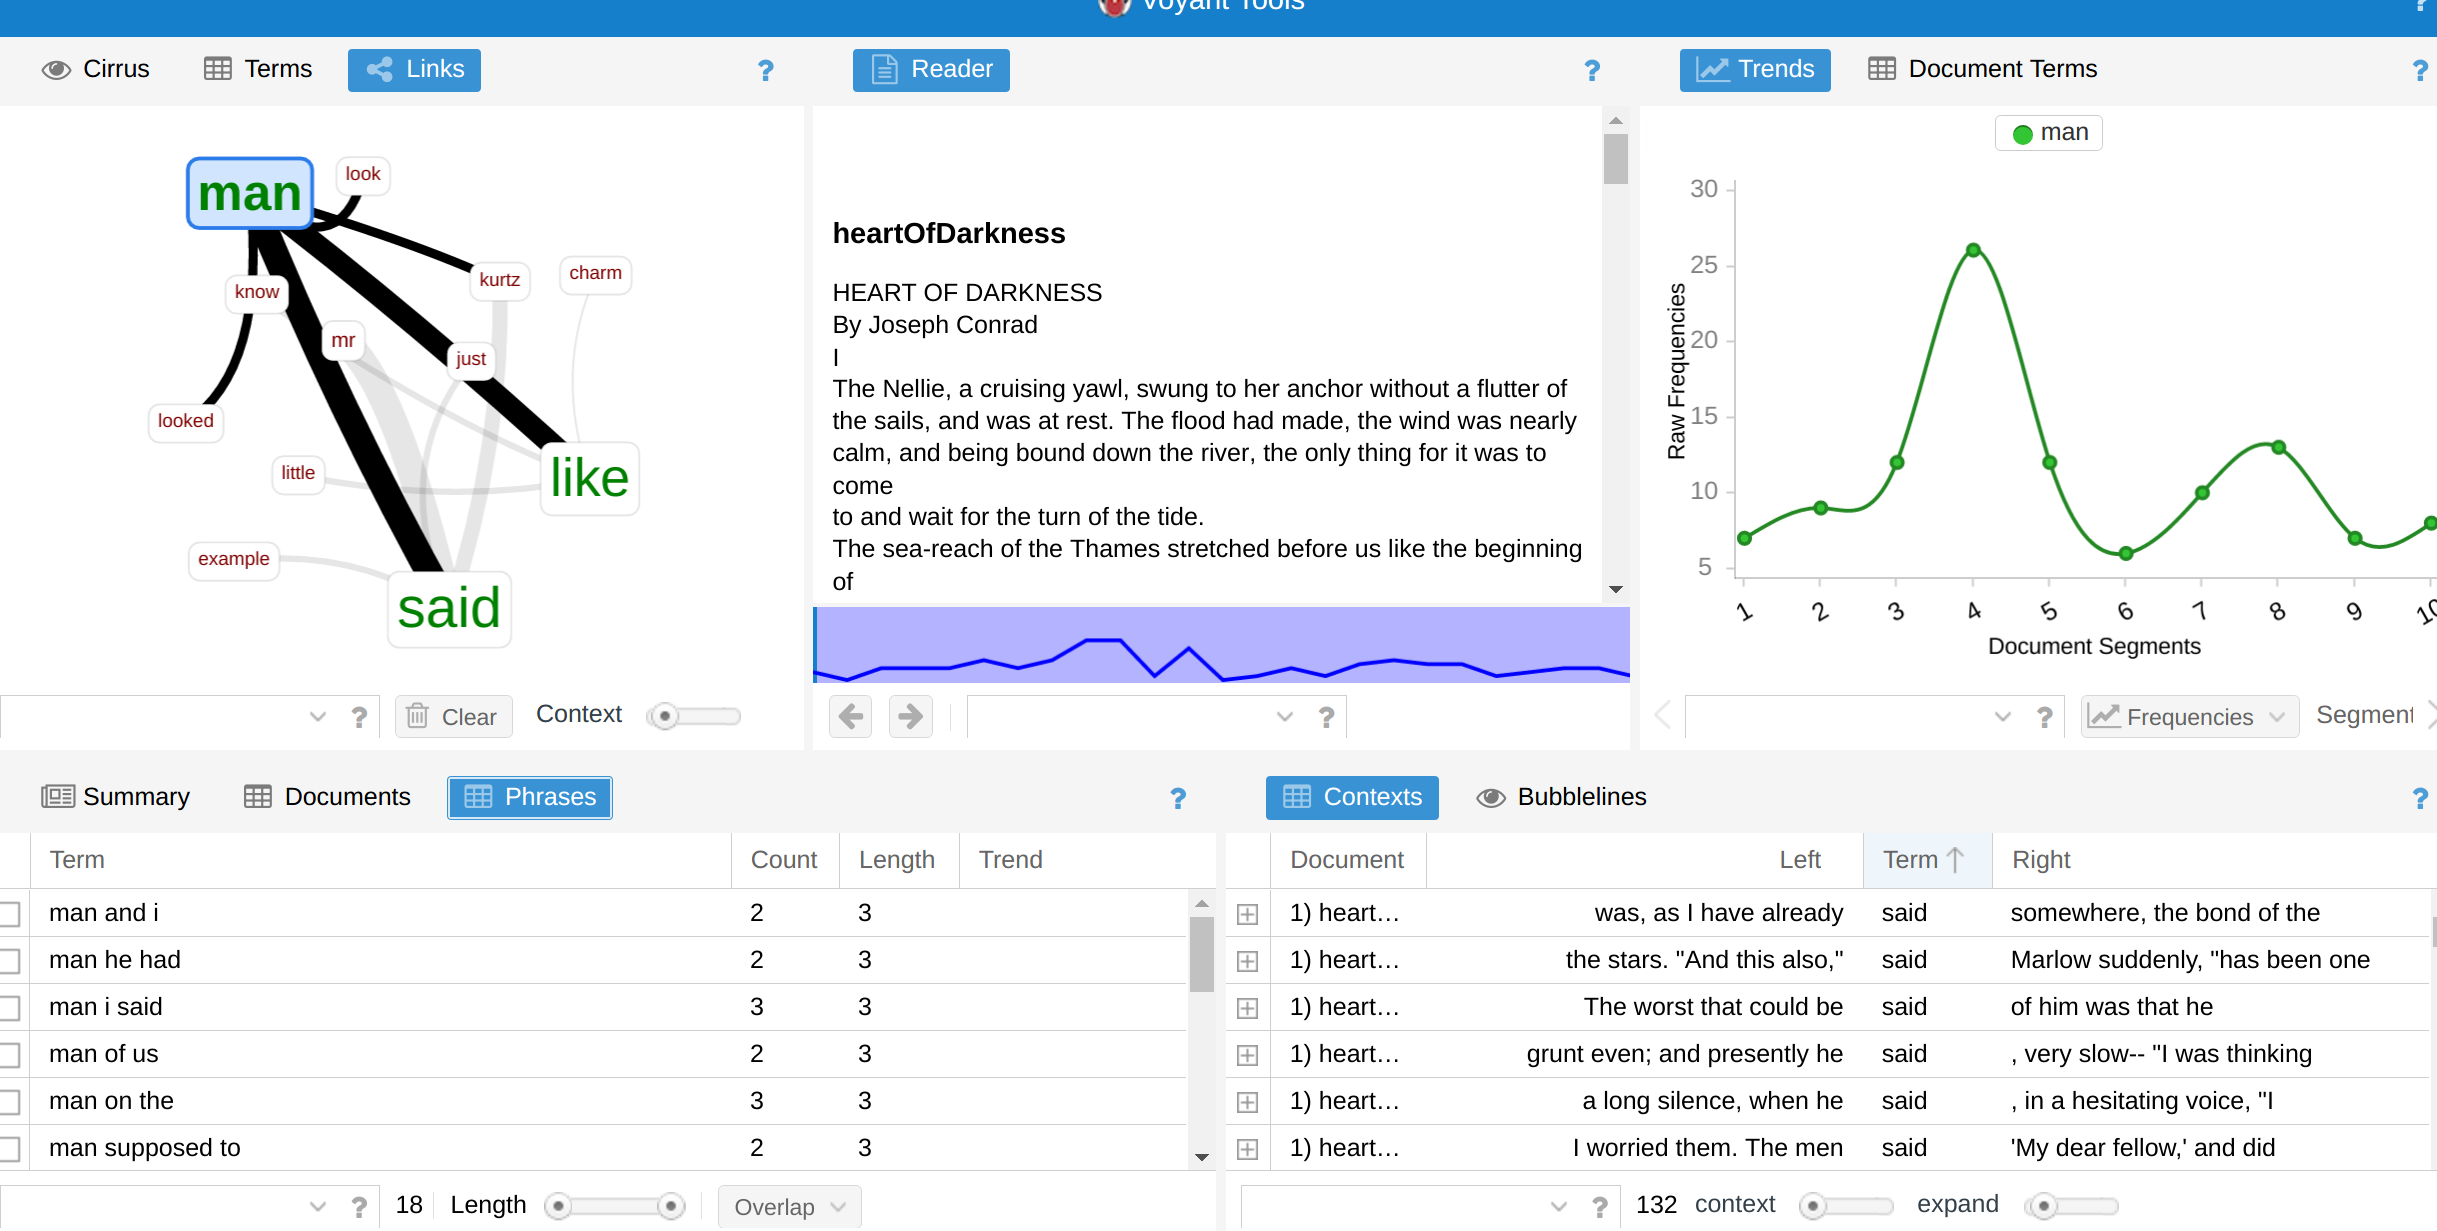 Voyant Tools
?
Cirrus Terms Links ?
Reader ?
Trends Document Terms ?
man
look
know
kurtz
charm
mr
just
looked
little
like
example
said
? Clear Context
heartOfDarkness
HEART OF DARKNESS
By Joseph Conrad
I
The Nellie, a cruising yawl, swung to her anchor without a flutter of
the sails, and was at rest. The flood had made, the wind was nearly
calm, and being bound down the river, the only thing for it was to
come
to and wait for the turn of the tide.
The sea-reach of the Thames stretched before us like the beginning
of
?
man
30
25
20
15
10
5
Raw Frequencies
1 2 3 4 5 6 7 8 9 10
Document Segments
? Frequencies Segment
Summary Documents Phrases ?
Term Count Length Trend
man and i 2 3
man he had 2 3
man i said 3 3
man of us 2 3
man on the 3 3
man supposed to 2 3
? 18 Length Overlap
Contexts Bubblelines ?
Document Left Term Right
1) heart... was, as I have already said somewhere, the bond of the
1) heart... the stars. "And this also," said Marlow suddenly, "has been one
1) heart... The worst that could be said of him was that he
1) heart... grunt even; and presently he said , very slow-- "I was thinking
1) heart... a long silence, when he said , in a hesitating voice, "I
1) heart... I worried them. The men said 'My dear fellow,' and did
? 132 context expand